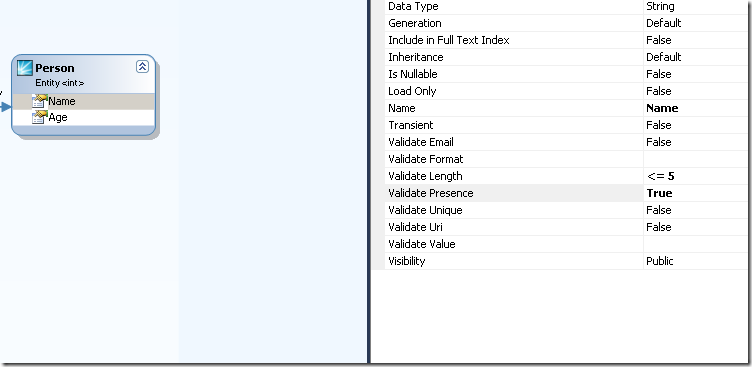 Person
Entity <int>
Name
Age
Data Type String
Generation Default
Include in Full Text Index False
Inheritance Default
Is Nullable False
Load Only False
Name Name
Transient False
Validate Email False
Validate Format
Validate Length <= 5
Validate Presence True
Validate Unique False
Validate Uri False
Validate Value
Visibility Public